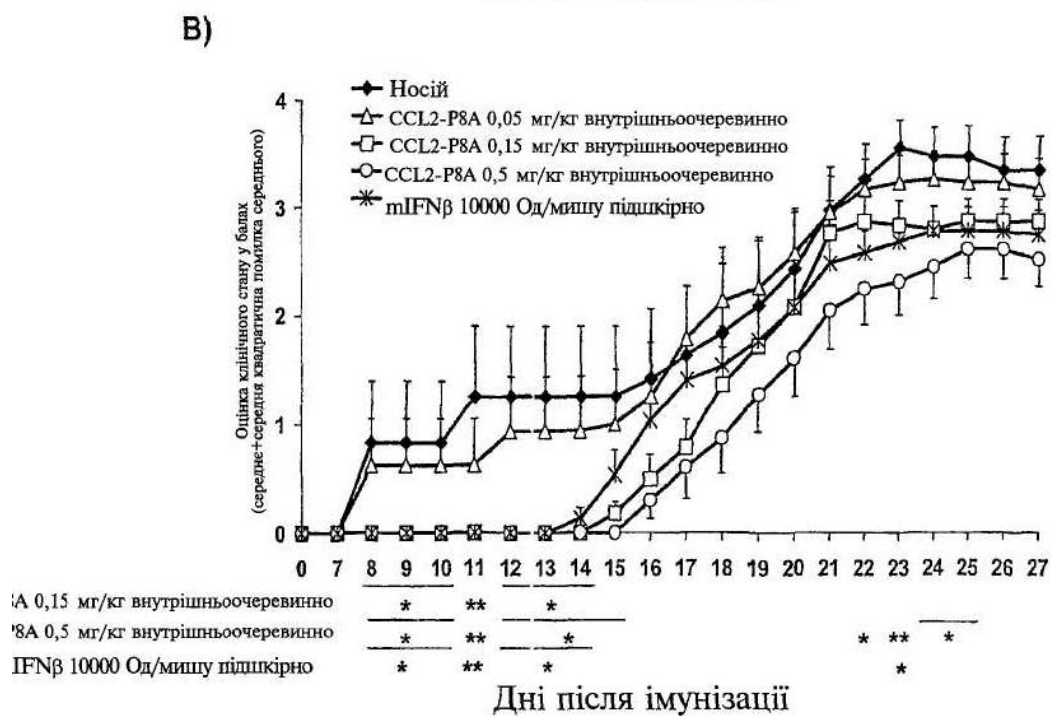 B)
Носій
CCL2-P8A 0,05 мг/кг внутрішньоочеревинно
CCL2-P8A 0,15 мг/кг внутрішньоочеревинно
CCL2-P8A 0,5 мг/кг внутрішньоочеревинно
mIFNβ 10000 Од/мишу підшкірно
Оцінка клінічного стану у балах
(середнє+середня квадратична помилка середнього)
4
3
2
1
0
0 7 8 9 10 11 12 13 14 15 16 17 18 19 20 21 22 23 24 25 26 27
A 0,15 мг/кг внутрішньоочеревинно * ** *
P8A 0,5 мг/кг внутрішньоочеревинно * ** * * ** *
IFNβ 10000 Од/мишу підшкірно * ** * *
Дні після імунізації